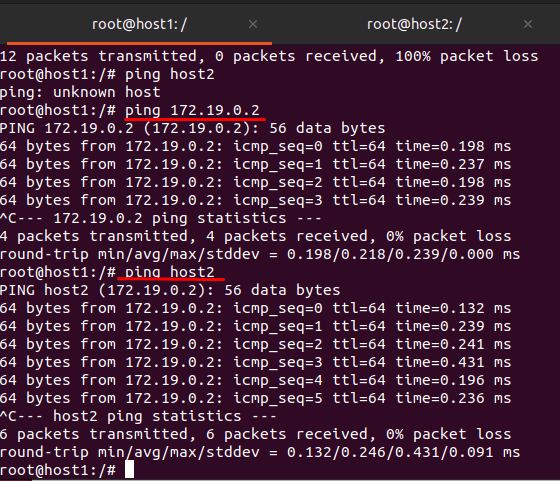 root@host1: /
root@host2: /
12 packets transmitted, 0 packets received, 100% packet loss
root@host1:/# ping host2
ping: unknown host
root@host1:/# ping 172.19.0.2
PING 172.19.0.2 (172.19.0.2): 56 data bytes
64 bytes from 172.19.0.2: icmp_seq=0 ttl=64 time=0.198 ms
64 bytes from 172.19.0.2: icmp_seq=1 ttl=64 time=0.237 ms
64 bytes from 172.19.0.2: icmp_seq=2 ttl=64 time=0.198 ms
64 bytes from 172.19.0.2: icmp_seq=3 ttl=64 time=0.239 ms
^C--- 172.19.0.2 ping statistics ---
4 packets transmitted, 4 packets received, 0% packet loss
round-trip min/avg/max/stddev = 0.198/0.218/0.239/0.000 ms
root@host1:/# ping host2
PING host2 (172.19.0.2): 56 data bytes
64 bytes from 172.19.0.2: icmp_seq=0 ttl=64 time=0.132 ms
64 bytes from 172.19.0.2: icmp_seq=1 ttl=64 time=0.239 ms
64 bytes from 172.19.0.2: icmp_seq=2 ttl=64 time=0.241 ms
64 bytes from 172.19.0.2: icmp_seq=3 ttl=64 time=0.431 ms
64 bytes from 172.19.0.2: icmp_seq=4 ttl=64 time=0.196 ms
64 bytes from 172.19.0.2: icmp_seq=5 ttl=64 time=0.236 ms
^C--- host2 ping statistics ---
6 packets transmitted, 6 packets received, 0% packet loss
round-trip min/avg/max/stddev = 0.132/0.246/0.431/0.091 ms
root@host1:/#